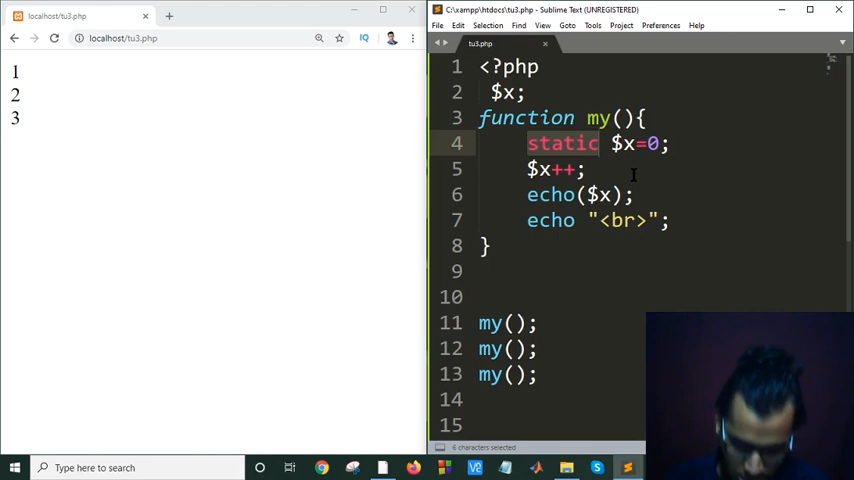 localhost/tu3.php
localhost/tu3.php
1
2
3
C:\xampp\htdocs\tu3.php - Sublime Text (UNREGISTERED)
File Edit Selection Find View Goto Tools Project Preferences Help
tu3.php
1 <?php
2 $x;
3 function my(){
4 static $x=0;
5 $x++;
6 echo($x);
7 echo "<br>";
8 }
9
10
11 my();
12 my();
13 my();
14
15
6 characters selected
Type here to search